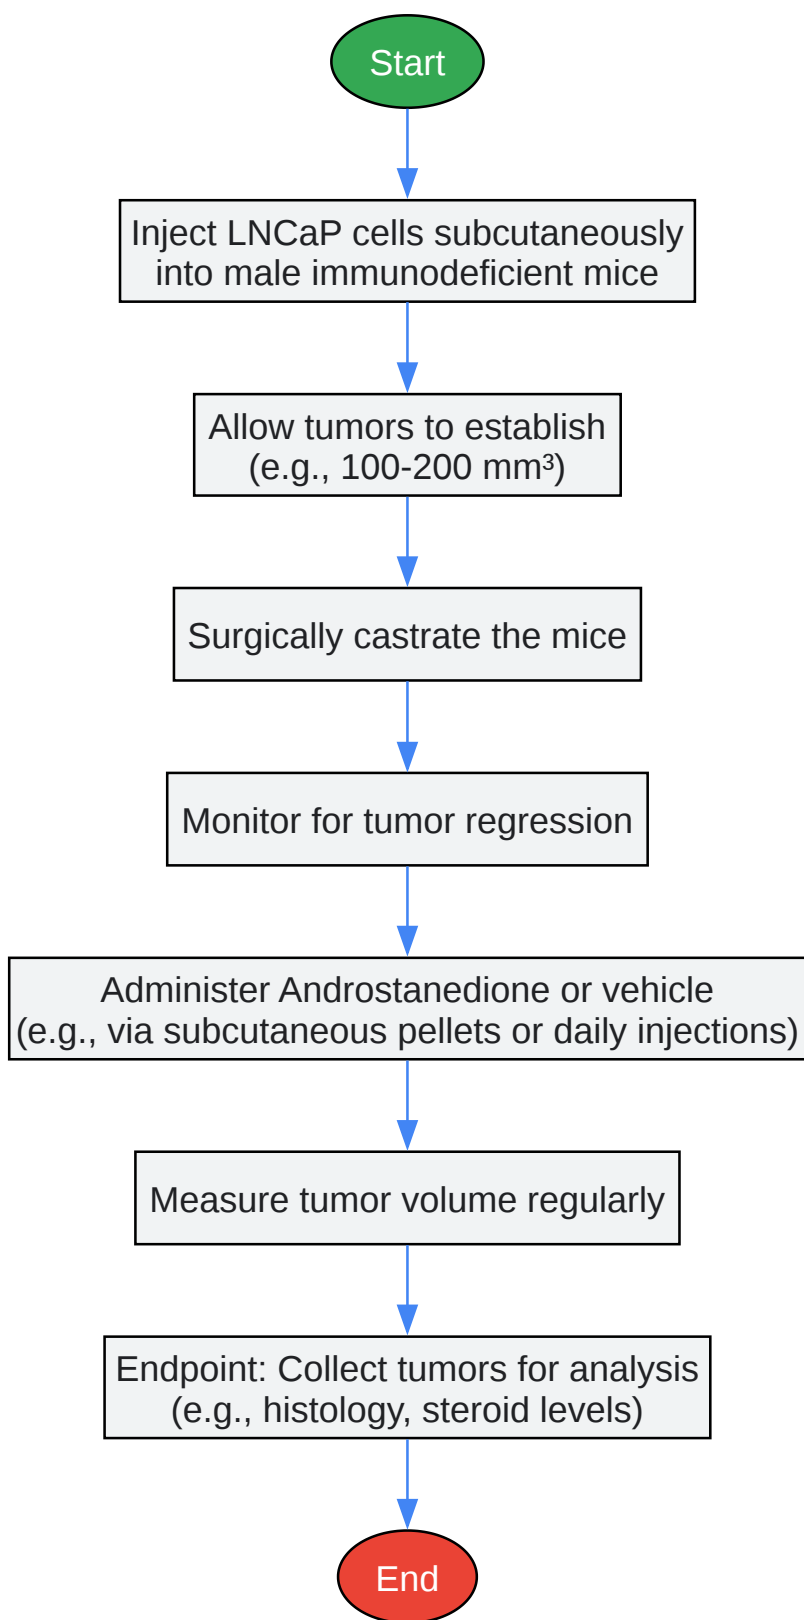 Start
Inject LNCaP cells subcutaneously
into male immunodeficient mice
Allow tumors to establish
(e.g., 100-200 mm³)
Surgically castrate the mice
Monitor for tumor regression
Administer Androstanedione or vehicle
(e.g., via subcutaneous pellets or daily injections)
Measure tumor volume regularly
Endpoint: Collect tumors for analysis
(e.g., histology, steroid levels)
End